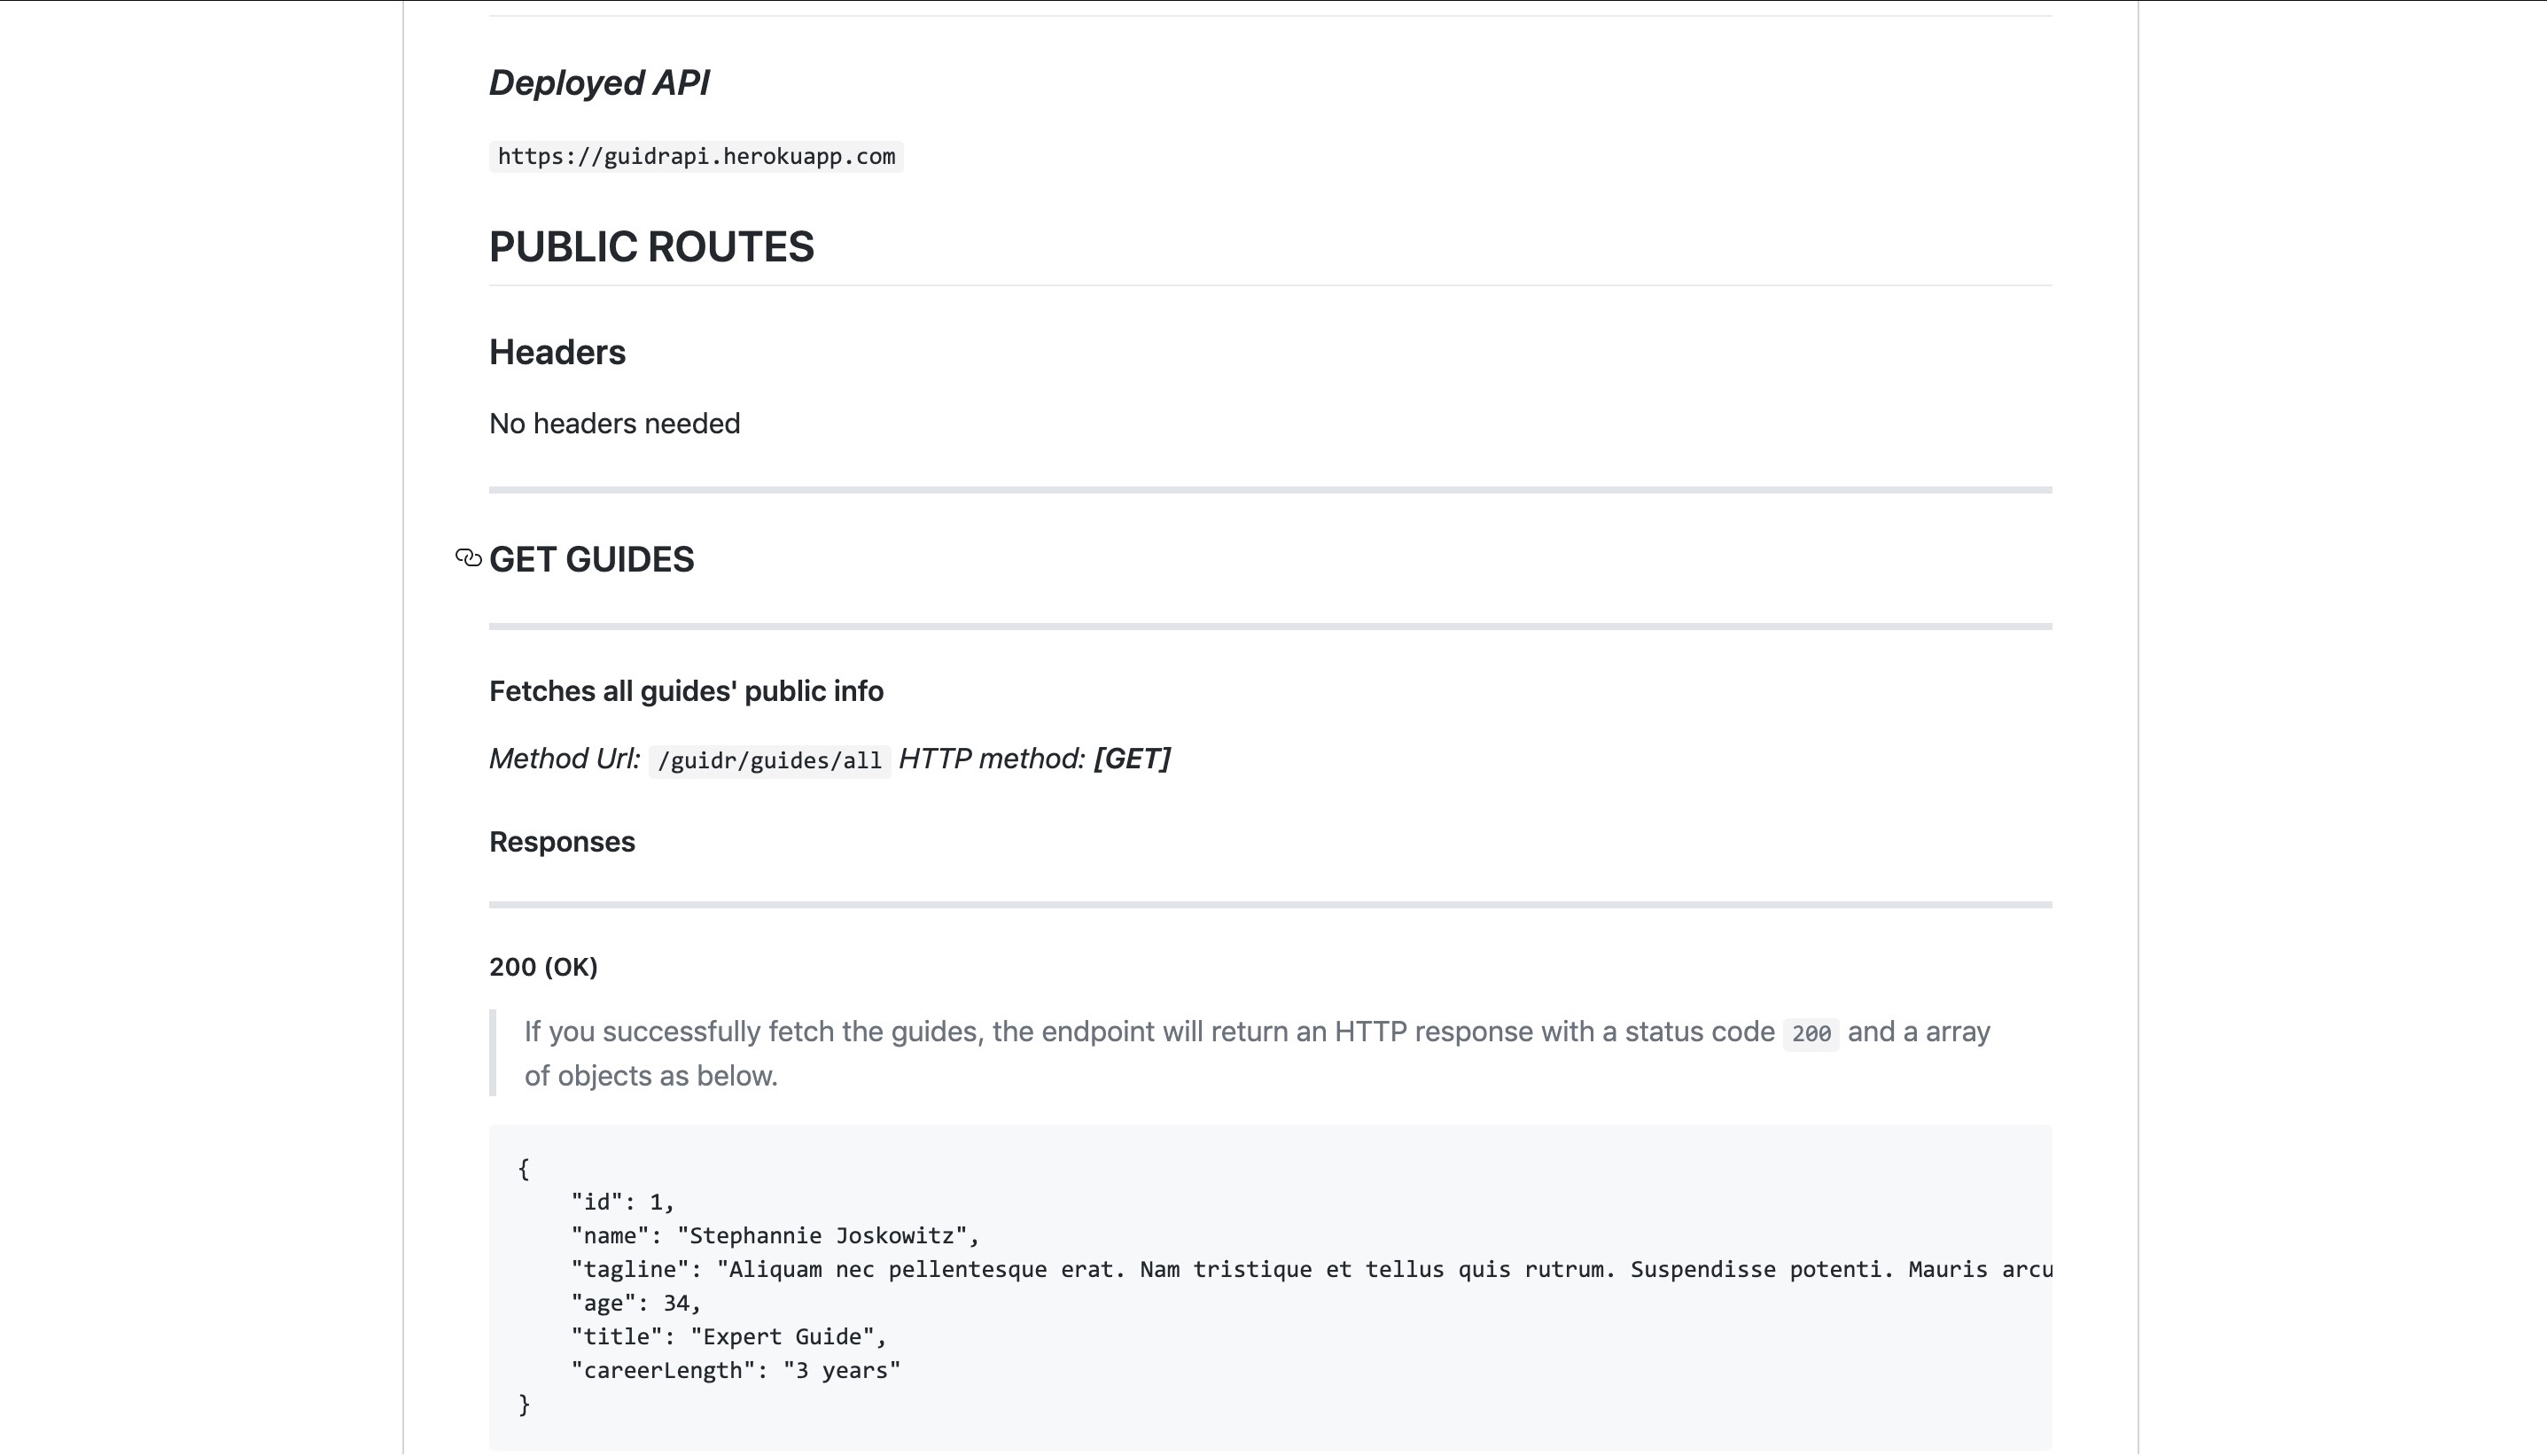 Deployed API
https://guidrapi.herokuapp.com
PUBLIC ROUTES
Headers
No headers needed
GET GUIDES
Fetches all guides' public info
Method Url: /guidr/guides/all HTTP method: [GET]
Responses
200 (OK)
If you successfully fetch the guides, the endpoint will return an HTTP response with a status code 200 and a array
of objects as below.
{
    "id": 1,
    "name": "Stephannie Joskowitz",
    "tagline": "Aliquam nec pellentesque erat. Nam tristique et tellus quis rutrum. Suspendisse potenti. Mauris arcu
    "age": 34,
    "title": "Expert Guide",
    "careerLength": "3 years"
}